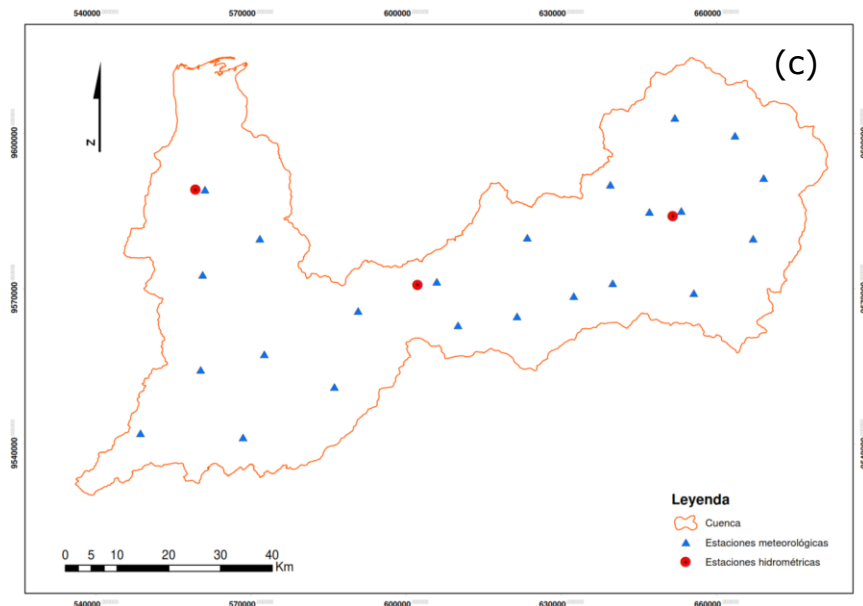 540000 570000 600000 630000 660000
(c)
N
9600000
9570000
9540000
Leyenda
Cuenca
Estaciones meteorológicas
Estaciones hidrométricas
0 5 10 20 30 40
Km
540000 570000 600000 630000 660000